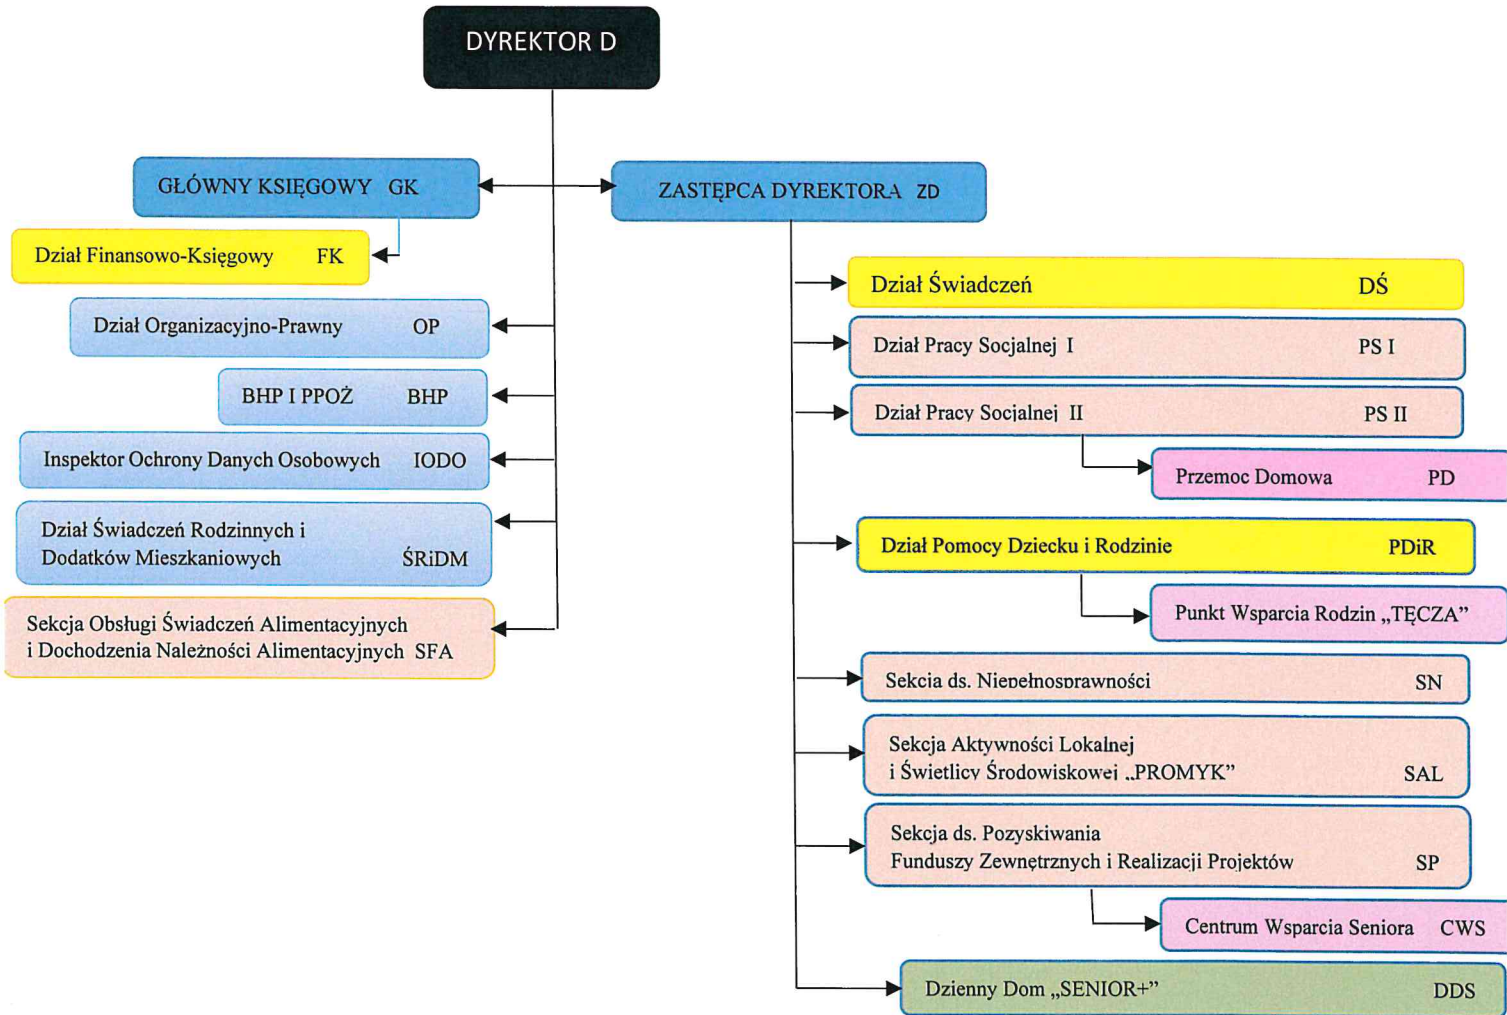 DYREKTOR D
GŁÓWNY KSIĘGOWY GK
ZASTĘPCA DYREKTORA ZD
Dział Finansowo-Księgowy FK
Dział Organizacyjno-Prawny OP
BHP I PPOŻ BHP
Inspektor Ochrony Danych Osobowych IODO
Dział Świadczeń Rodzinnych i
Dodatków Mieszkaniowych ŚRiDM
Sekcja Obsługi Świadczeń Alimentacyjnych
i Dochodzenia Należności Alimentacyjnych SFA
Dział Świadczeń DŚ
Dział Pracy Socjalnej I PS I
Dział Pracy Socjalnej II PS II
Przemoc Domowa PD
Dział Pomocy Dziecku i Rodzinie PDiR
Punkt Wsparcia Rodzin „TĘCZA”
Sekcja ds. Niepełnosprawności SN
Sekcja Aktywności Lokalnej
i Świetlicy Środowiskowej „PROMYK” SAL
Sekcja ds. Pozyskiwania
Funduszy Zewnętrznych i Realizacji Projektów SP
Centrum Wsparcia Seniora CWS
Dzienny Dom „SENIOR+” DDS